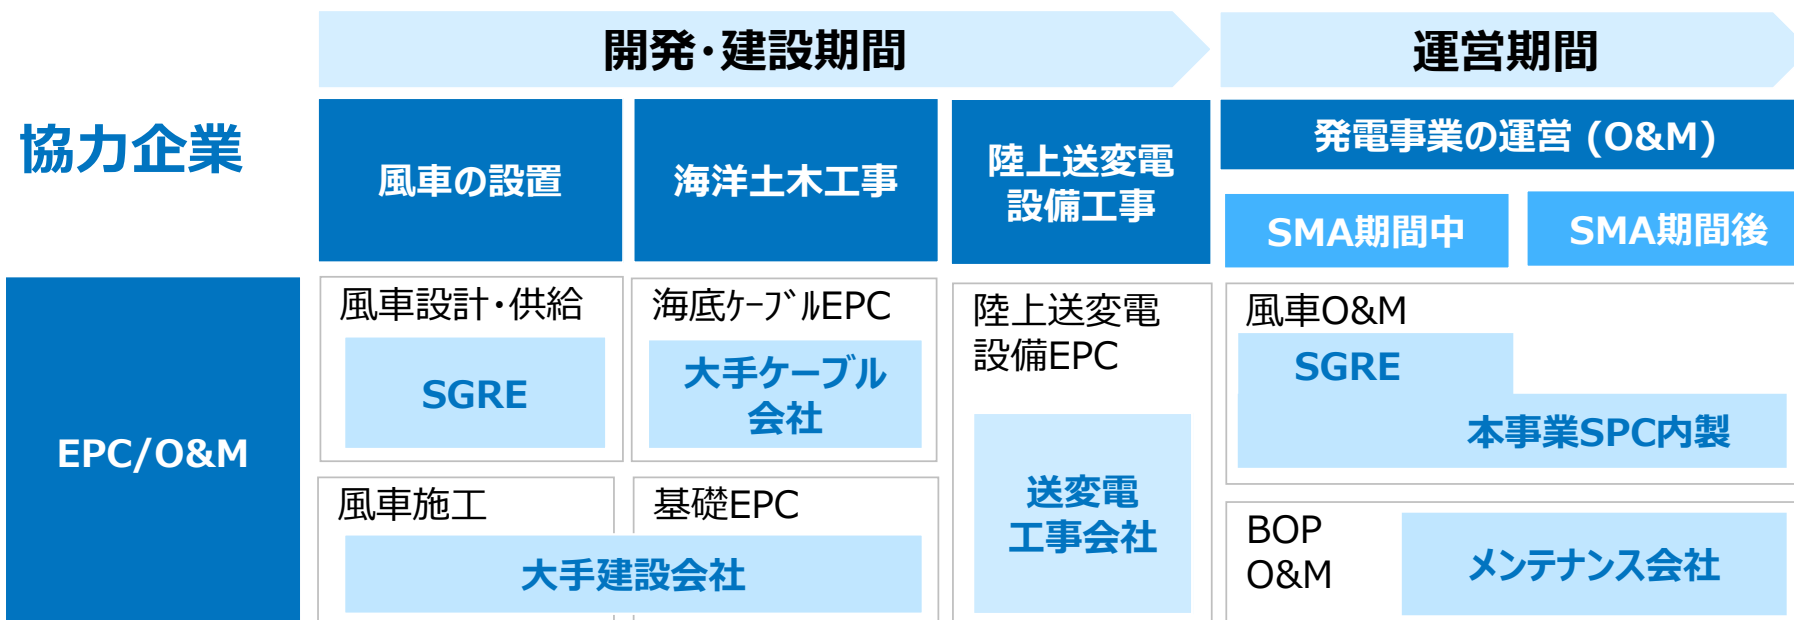 開発・建設期間
運営期間
協力企業
風車の設置
海洋土木工事
陸上送変電
設備工事
発電事業の運営 (O&M)
SMA期間中
SMA期間後
EPC/O&M
風車設計・供給
SGRE
海底ｹｰﾌﾞﾙEPC
大手ケーブル
会社
陸上送変電
設備EPC
送変電
工事会社
風車O&M
SGRE
本事業SPC内製
風車施工
基礎EPC
大手建設会社
BOP
O&M
メンテナンス会社